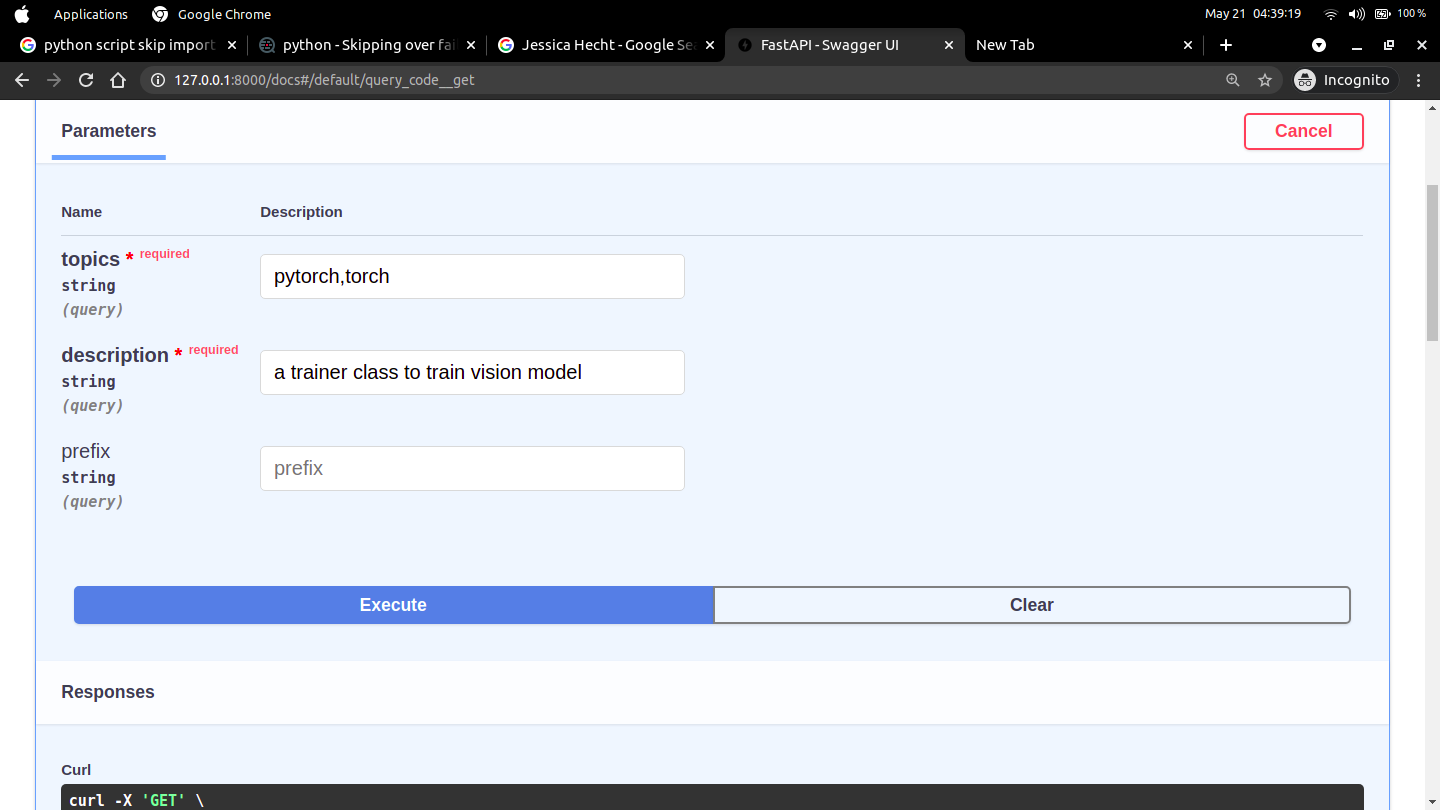 Applications Google Chrome May 21 04:39:19 100 %
python script skip import python - Skipping over fai Jessica Hecht - Google Se FastAPI - Swagger UI New Tab
127.0.0.1:8000/docs#/default/query_code__get Incognito
Parameters Cancel
Name Description
topics * required
string
(query)
pytorch,torch
description * required
string
(query)
a trainer class to train vision model
prefix
string
(query)
prefix
Execute Clear
Responses
Curl
curl -X 'GET' \